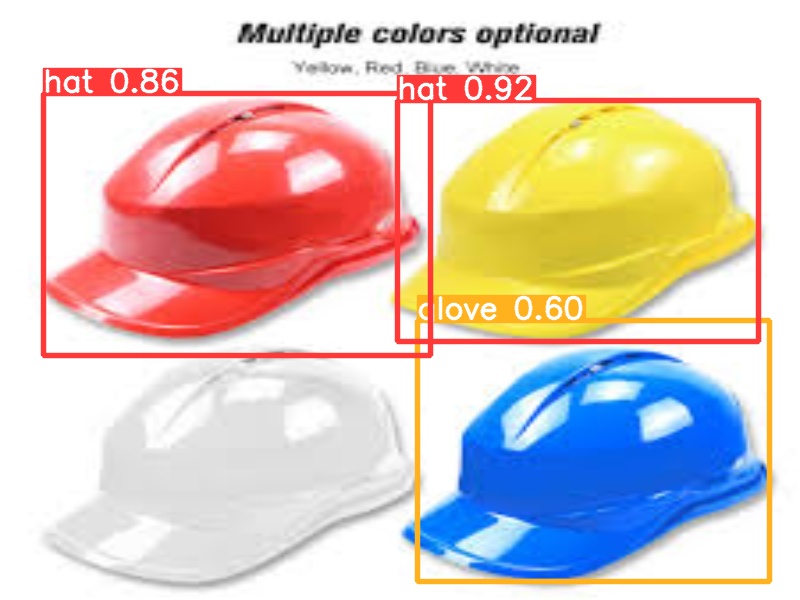 Multiple colors optional
Yellow, Red, Blue, White
hat 0.86
hat 0.92
glove 0.60